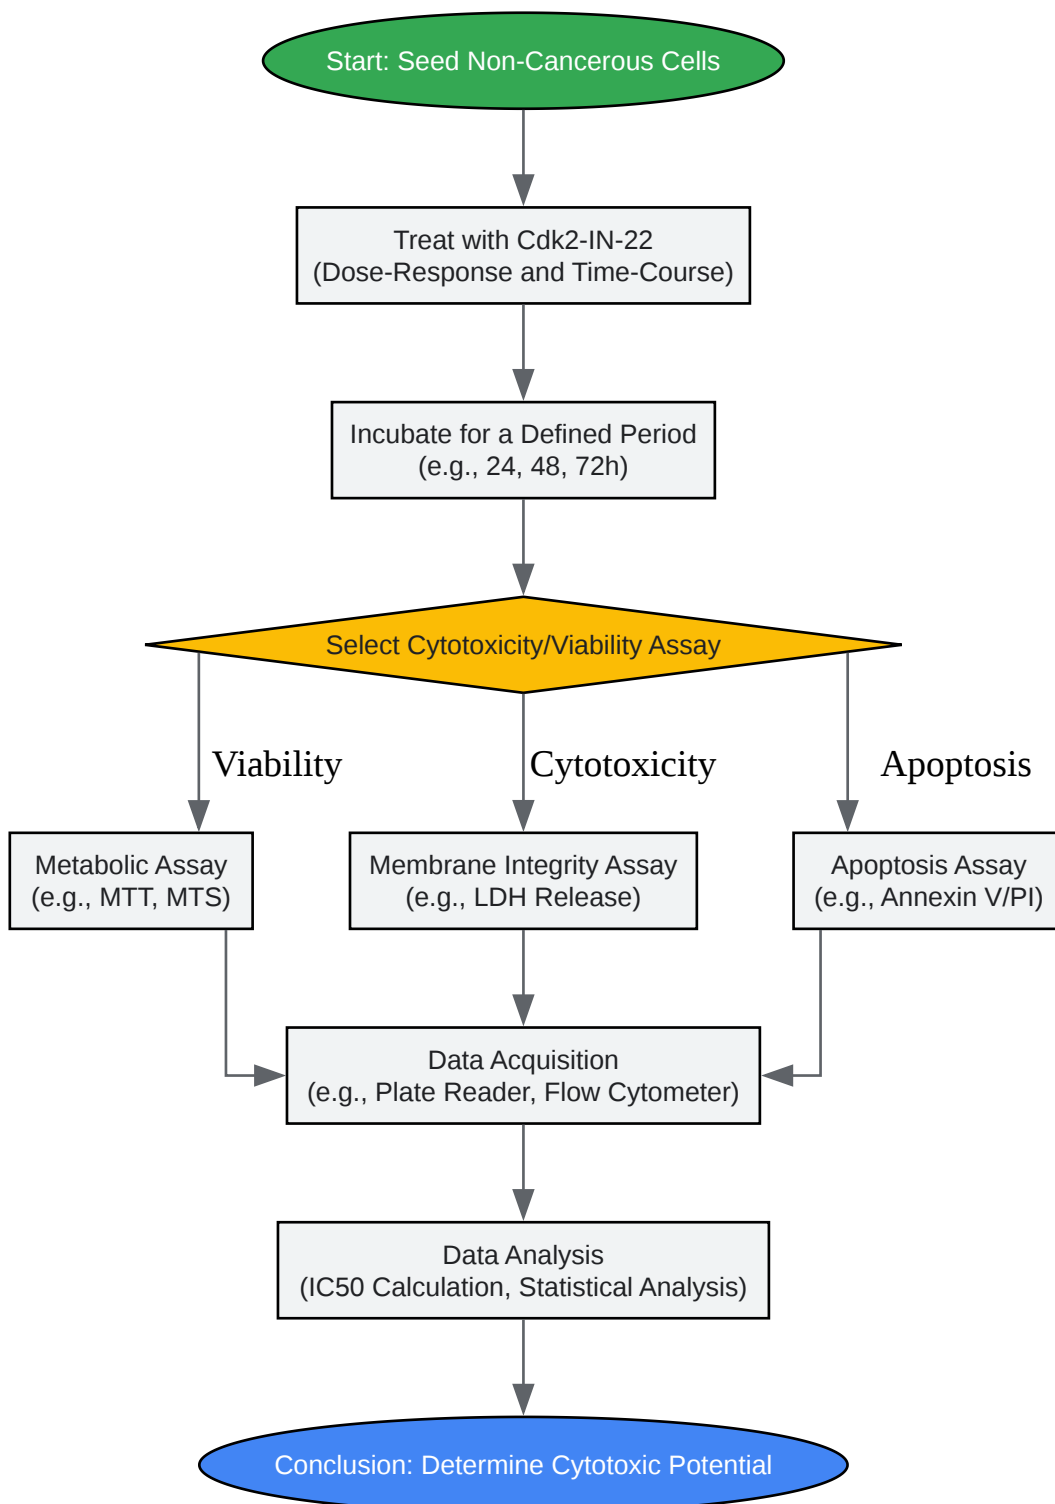 Start: Seed Non-Cancerous Cells
Treat with Cdk2-IN-22
(Dose-Response and Time-Course)
Incubate for a Defined Period
(e.g., 24, 48, 72h)
Select Cytotoxicity/Viability Assay
Viability
Cytotoxicity
Apoptosis
Metabolic Assay
(e.g., MTT, MTS)
Membrane Integrity Assay
(e.g., LDH Release)
Apoptosis Assay
(e.g., Annexin V/PI)
Data Acquisition
(e.g., Plate Reader, Flow Cytometer)
Data Analysis
(IC50 Calculation, Statistical Analysis)
Conclusion: Determine Cytotoxic Potential